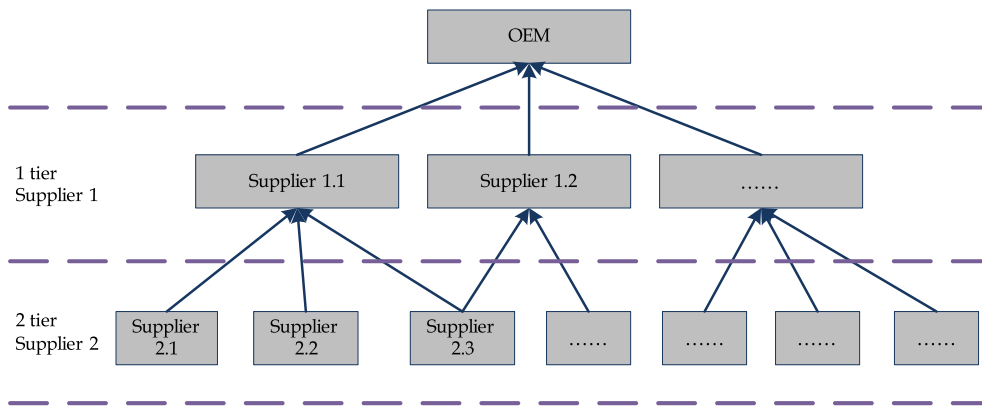 OEM
1 tier
Supplier 1
Supplier 1.1
Supplier 1.2
......
2 tier
Supplier 2
Supplier
2.1
Supplier
2.2
Supplier
2.3
......
......
......
......